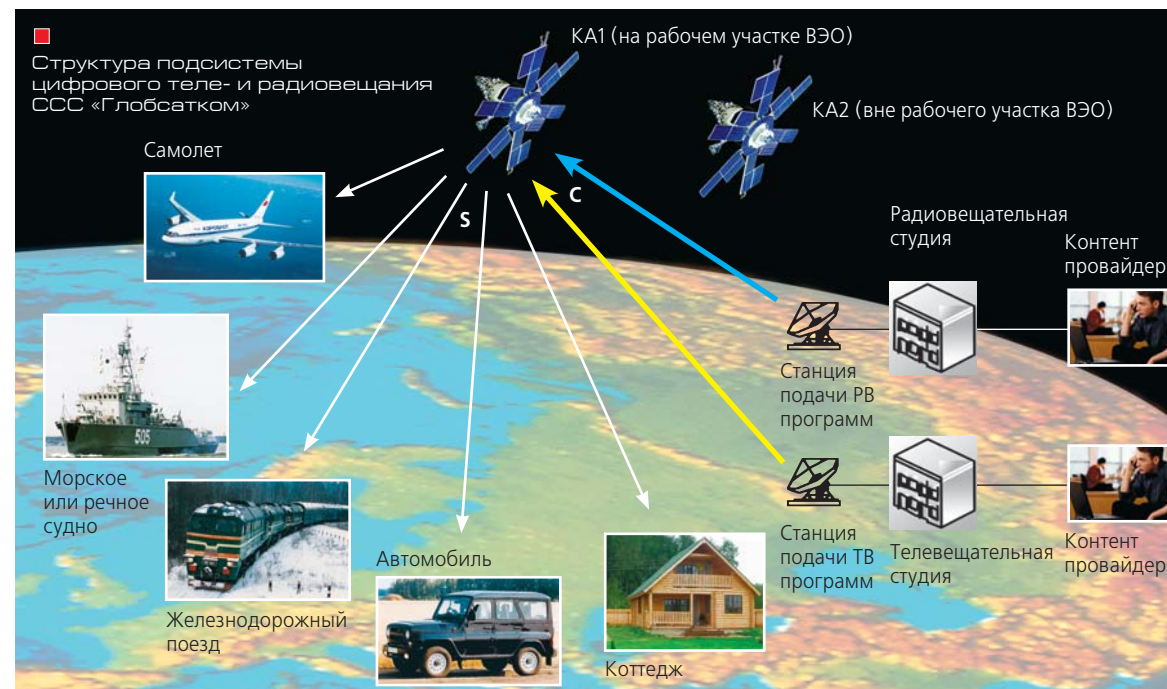 Структура подсистемы
цифрового теле- и радиовещания
ССС «Глобсатком»
КА1 (на рабочем участке ВЭО)
КА2 (вне рабочего участка ВЭО)
Самолет
S
C
Радиовещательная
студия
Контент
провайдер
Станция
подачи РВ
программ
505
Морское
или речное
судно
Железнодорожный
поезд
Автомобиль
Коттедж
Станция
подачи ТВ
программ
Телевещательная
студия
Контент
провайдер